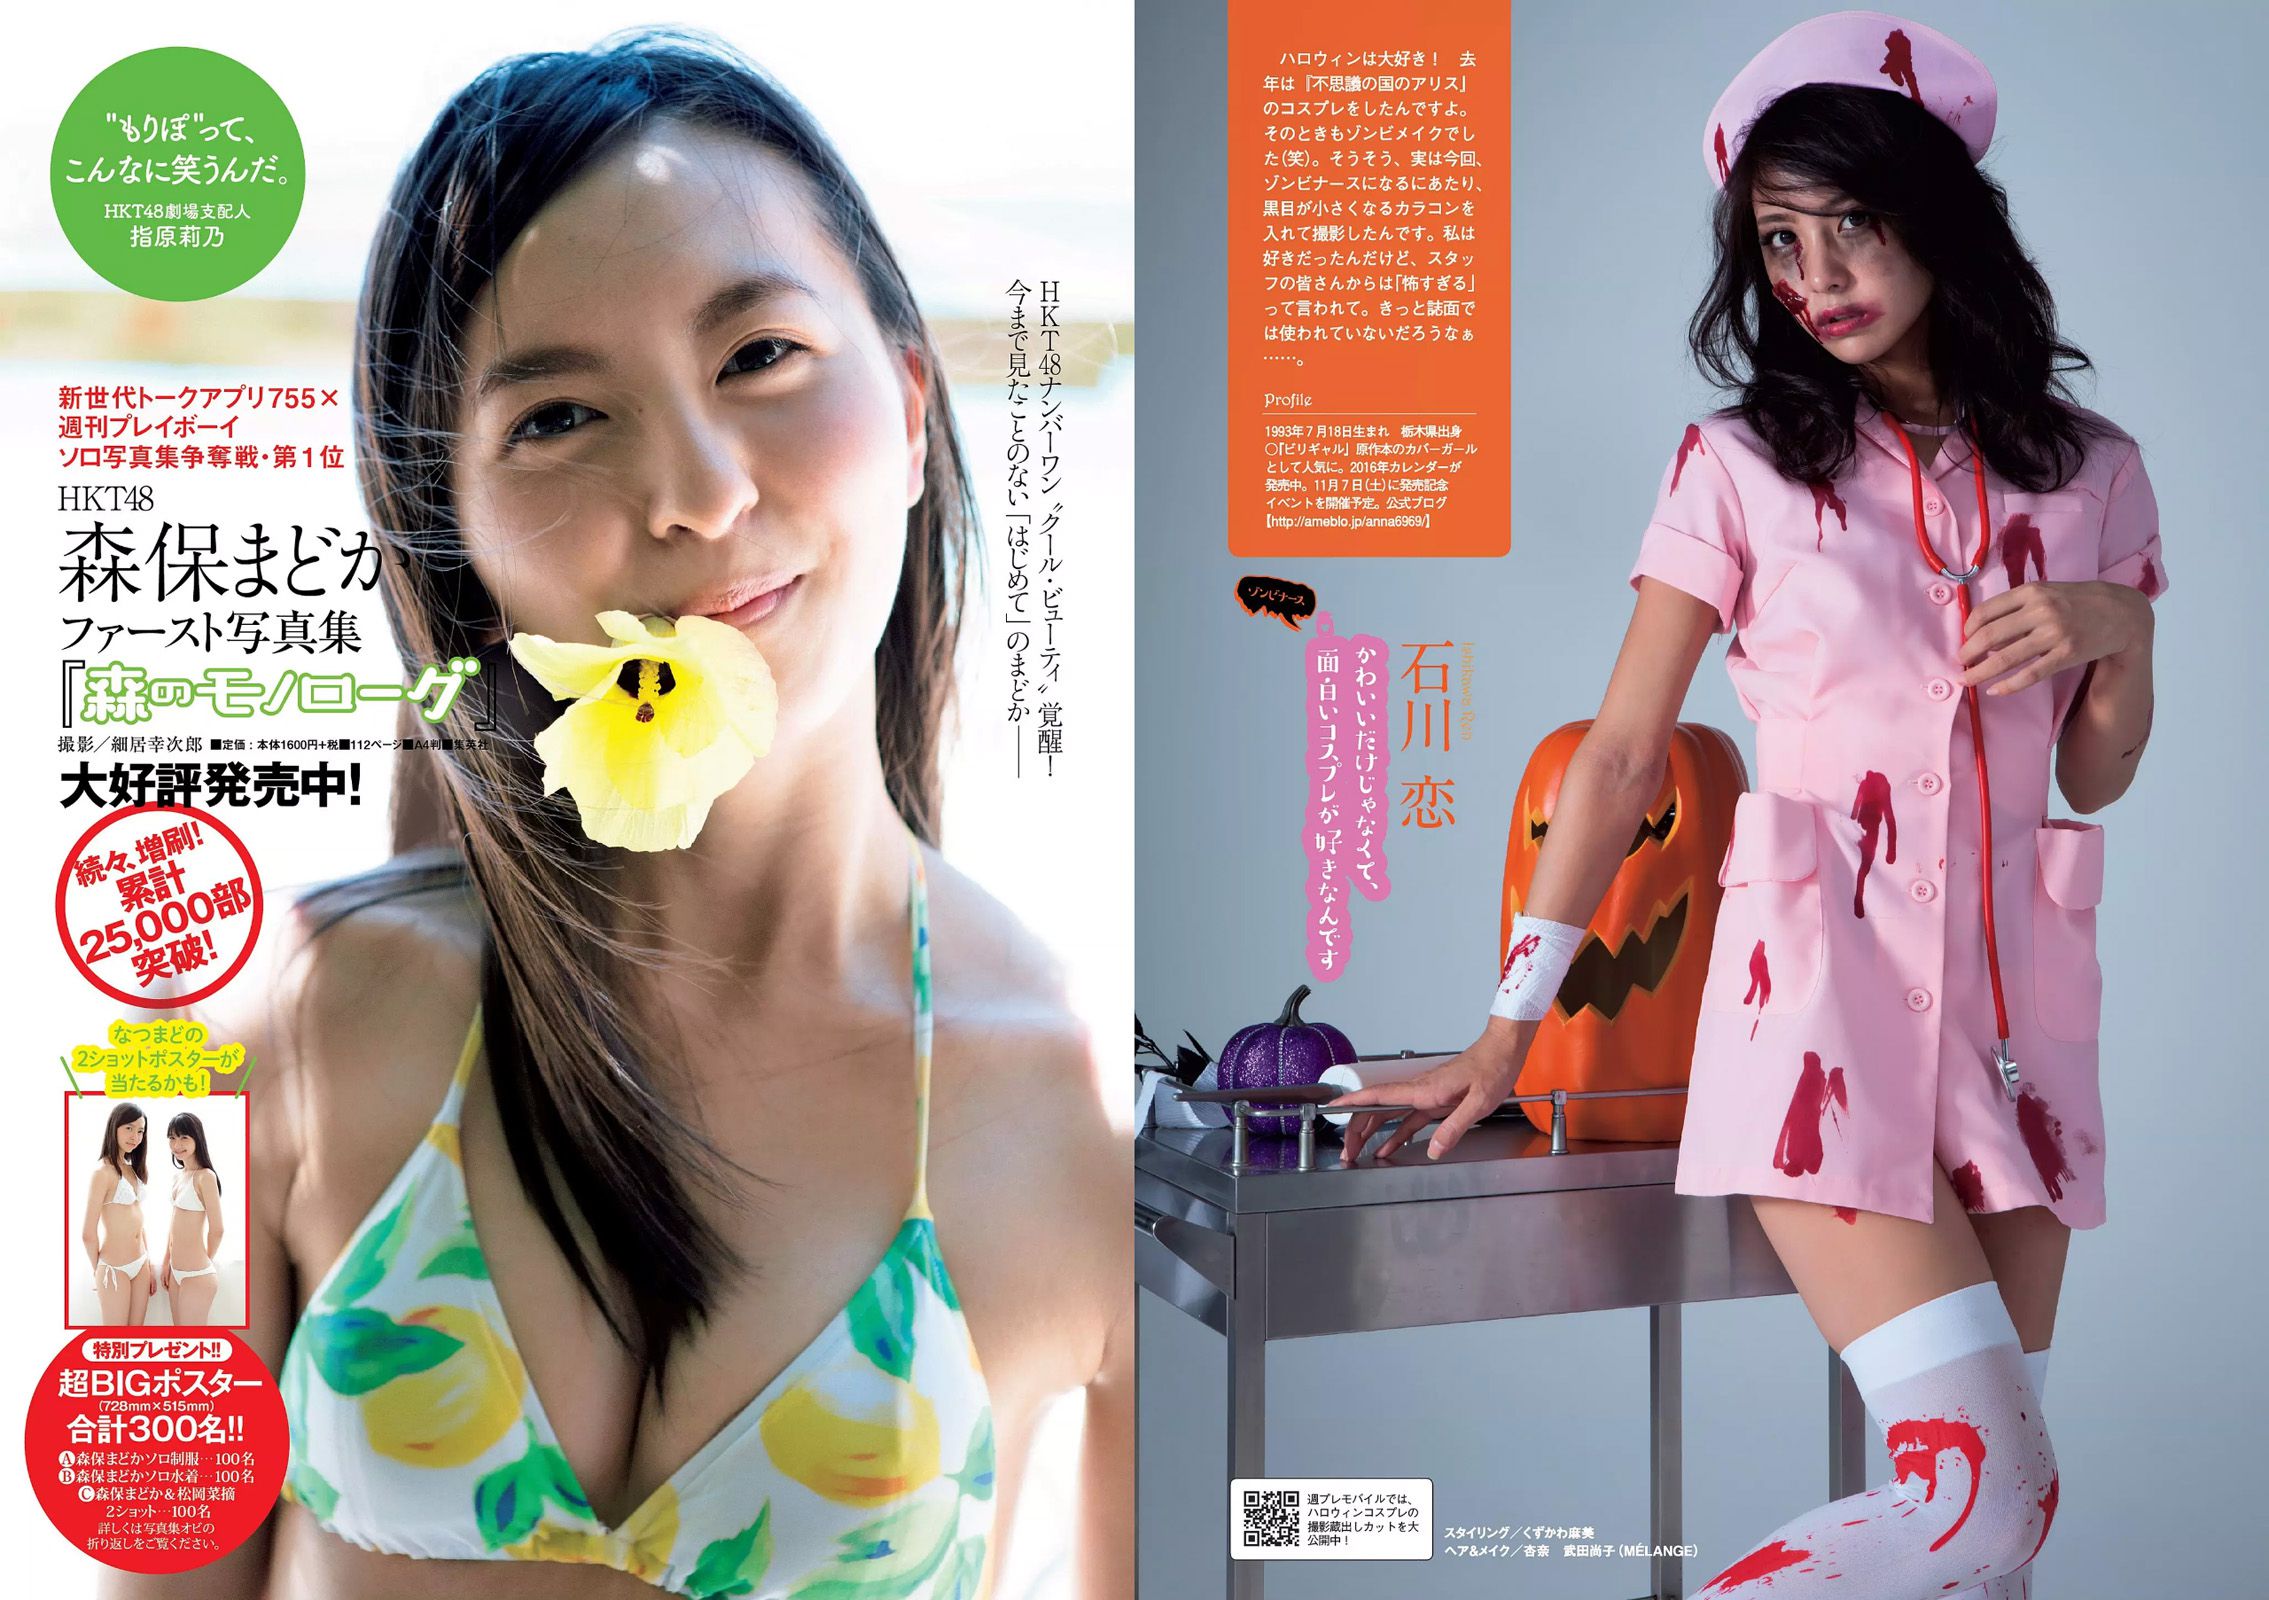 "もりぽ"って、
こんなに笑うんだ。
HKT48劇場支配人
指原莉乃
HKT48ナンバーワン〝クール・ビューティ〟覚醒！
今まで見たことのない「はじめて」のまどか――
新世代トークアプリ755×
週刊プレイボーイ
ソロ写真集争奪戦・第1位
HKT48
森保まどか
ファースト写真集
『森のモノローグ』
撮影／細居幸次郎 ■定価：本体1600円+税■112ページ■A4判■集英社
大好評発売中!
続々、増刷!
累計
25,000部
突破!
なつまどの
2ショットポスターが
当たるかも!
特別プレゼント!!
超BIGポスター
(728mm×515mm)
合計300名!!
Ⓐ森保まどかソロ制服…100名
Ⓑ森保まどかソロ水着…100名
Ⓒ森保まどか＆松岡菜摘
2ショット…100名
詳しくは写真集オビの
折り返しをご覧ください。
ハロウィンは大好き！　去
年は『不思議の国のアリス』
のコスプレをしたんですよ。
そのときもゾンビメイクでし
た(笑)。そうそう、実は今回、
ゾンビナースになるにあたり、
黒目が小さくなるカラコンを
入れて撮影したんです。私は
好きだったんだけど、スタッ
フの皆さんからは「怖すぎる」
って言われて。きっと誌面で
は使われていないだろうなぁ
……。
Profile
1993年7月18日生まれ　栃木県出身
○『ビリギャル』原作本のカバーガール
として人気に。2016年カレンダーが
発売中。11月7日(土)に発売記念
イベントを開催予定。公式ブログ
【http://ameblo.jp/anna6969/】
ゾンビナース
Ishikawa Ren
石川 恋
かわいいだけじゃなくて、
面白いコスプレが好きなんです
週プレモバイルでは、
ハロウィンコスプレの
撮影蔵出しカットを大
公開中！
スタイリング／くずかわ麻美
ヘア&メイク／杏奈　武田尚子(MÉLANGE)